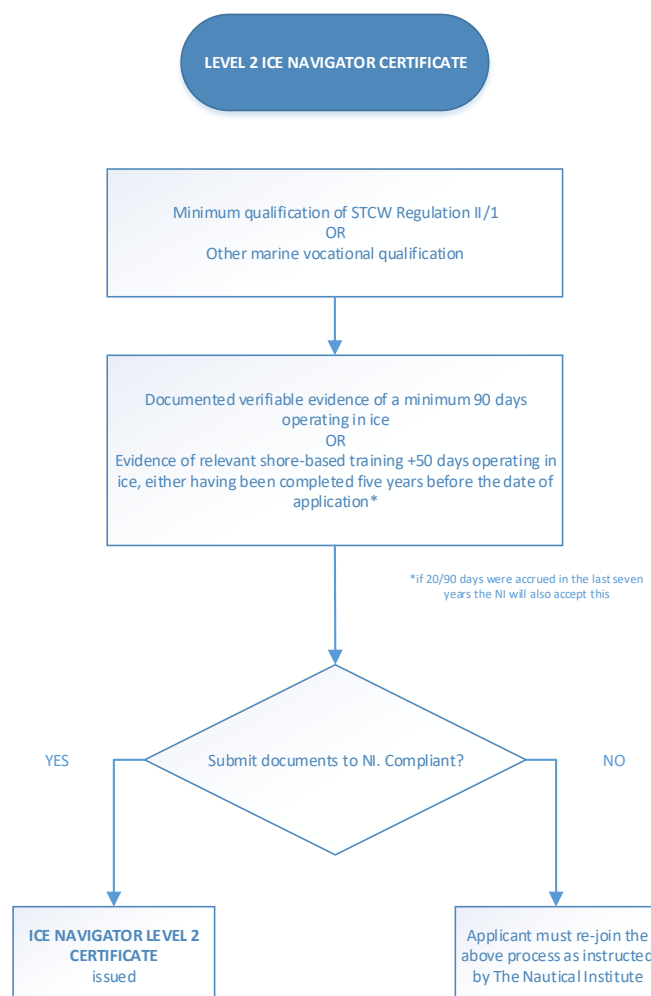 LEVEL 2 ICE NAVIGATOR CERTIFICATE
Minimum qualification of STCW Regulation II/1
OR
Other marine vocational qualification
Documented verifiable evidence of a minimum 90 days
operating in ice
OR
Evidence of relevant shore-based training +50 days operating in
ice, either having been completed five years before the date of
application*
*if 20/90 days were accrued in the last seven
years the NI will also accept this
Submit documents to NI. Compliant?
YES
NO
ICE NAVIGATOR LEVEL 2
CERTIFICATE
issued
Applicant must re-join the
above process as instructed
by The Nautical Institute